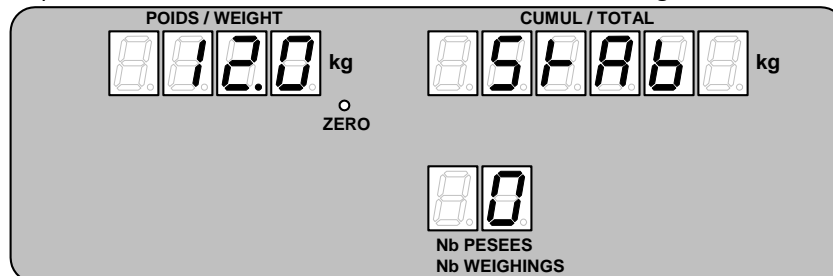 POIDS / WEIGHT CUMUL / TOTAL
12.0 kg StAb kg
ZERO
0
Nb PESEES
Nb WEIGHINGS